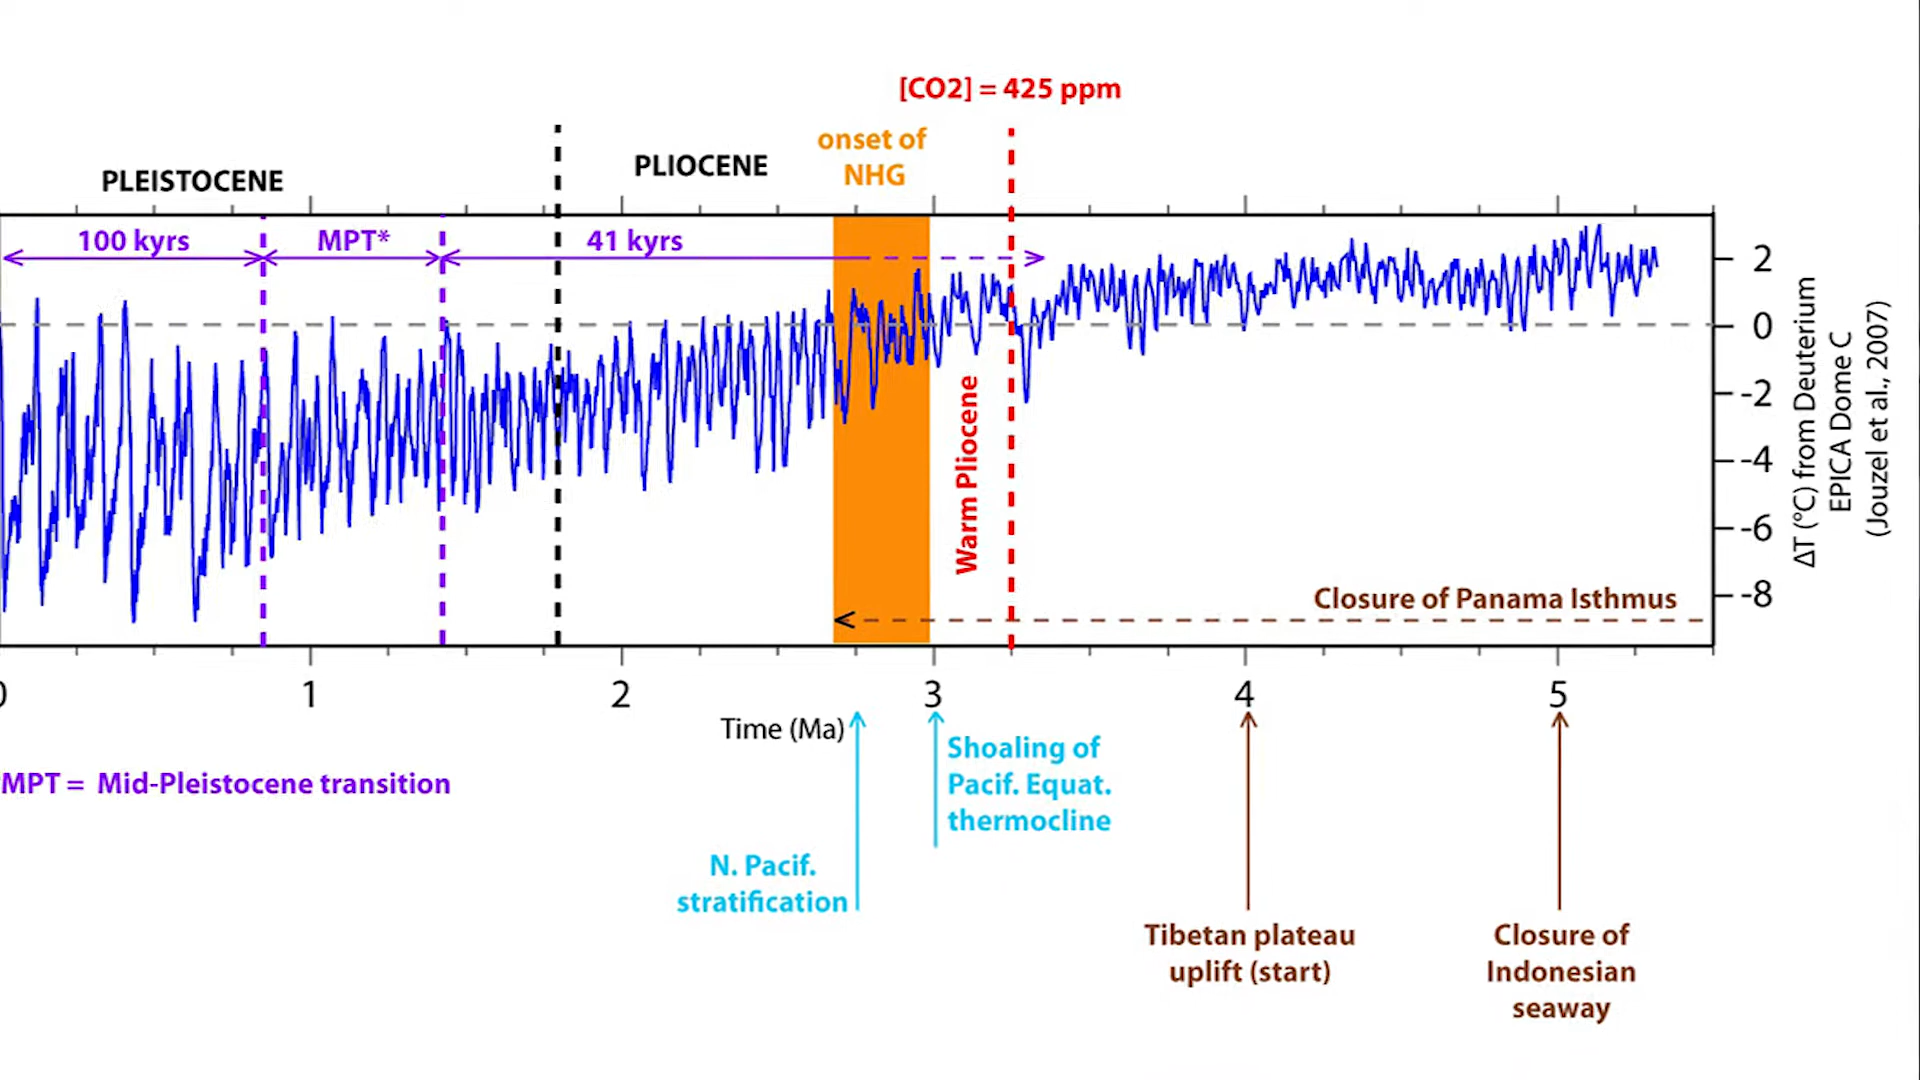 [CO2] = 425 ppm
onset of
NHG
PLEISTOCENE
PLIOCENE
100 kyrs
MPT*
41 kyrs
Warm Pliocene
Closure of Panama Isthmus
2
0
-2
-4
-6
-8
ΔT (°C) from Deuterium
EPICA Dome C
(Jouzel et al., 2007)
0
1
2
3
4
5
Time (Ma)
MPT = Mid-Pleistocene transition
Shoaling of
Pacif. Equat.
thermocline
N. Pacif.
stratification
Tibetan plateau
uplift (start)
Closure of
Indonesian
seaway